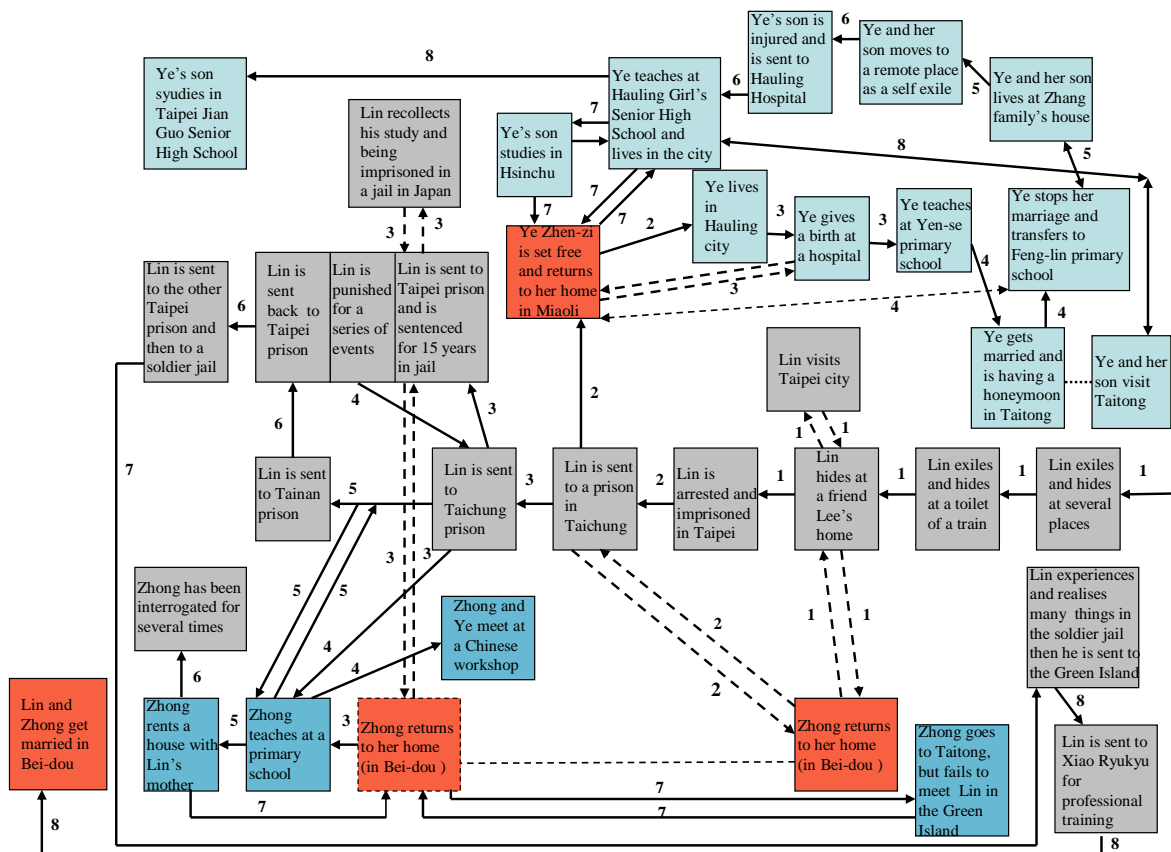 Ye's son
syudies in
Taipei Jian
Guo Senior
High School
8
Lin recollects
his study and
being
imprisoned in
a jail in Japan
Ye's son
studies in
Hsinchu
7
7
Ye teaches at
Hauling Girl's
Senior High
School and
lives in the city
6
Ye's son is
injured and
is sent to
Hauling
Hospital
6
Ye and her
son moves to
a remote place
as a self exile
5
Ye and her son
lives at Zhang
family's house
5
8
7
7
Ye Zhen-zi
is set free
and returns
to her home
in Miaoli
2
Ye lives in
Hauling
city
3
Ye gives
a birth at
a hospital
3
Ye teaches
at Yen-se
primary
school
4
Ye stops her
marriage and
transfers to
Feng-lin primary
school
3
4
4
Ye gets
married and
is having a
honeymoon
in Taitong
Ye and her
son visit
Taitong
3
3
Lin is sent
to the other
Taipei
prison and
then to a
soldier jail
6
Lin is
sent
back to
Taipei
prison
Lin is
punished
for a
series of
events
Lin is sent to
Taipei prison
and is
sentenced
for 15 years
in jail
2
Lin visits
Taipei city
7
6
4
3
1
1
Lin is sent
to Tainan
prison
5
Lin is sent
to
Taichung
prison
3
Lin is sent
to a prison
in
Taichung
2
Lin is
arrested and
imprisoned
in Taipei
1
Lin
hides at
a friend
Lee's
home
1
Lin exiles
and hides
at a toilet
of a train
1
Lin exiles
and hides
at several
places
1
3
3
Zhong has been
interrogated for
several times
5
5
4
4
Zhong and
Ye meet at
a Chinese
workshop
2
2
1
1
Lin experiences
and realises
many things in
the soldier jail
then he is sent to
the Green Island
8
Lin and
Zhong get
married in
Bei-dou
6
Zhong
rents a
house with
Lin's
mother
5
Zhong
teaches at a
primary
school
3
Zhong returns
to her home
(in Bei-dou )
Zhong returns
to her home
(in Bei-dou )
Zhong goes
to Taitong,
but fails to
meet Lin in
the Green
Island
Lin is sent to
Xiao Ryukyu
for
professional
training
7
7
7
8
8